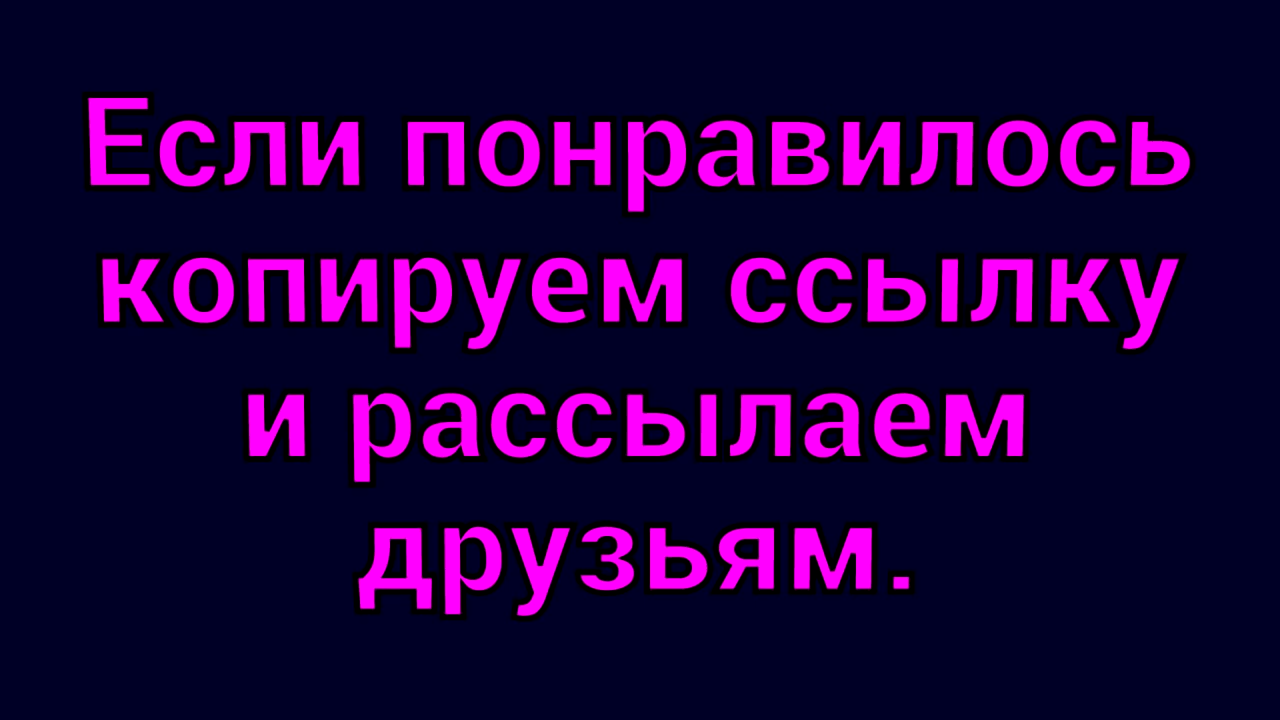 Если понравилось
копируем ссылку
и рассылаем
друзьям.